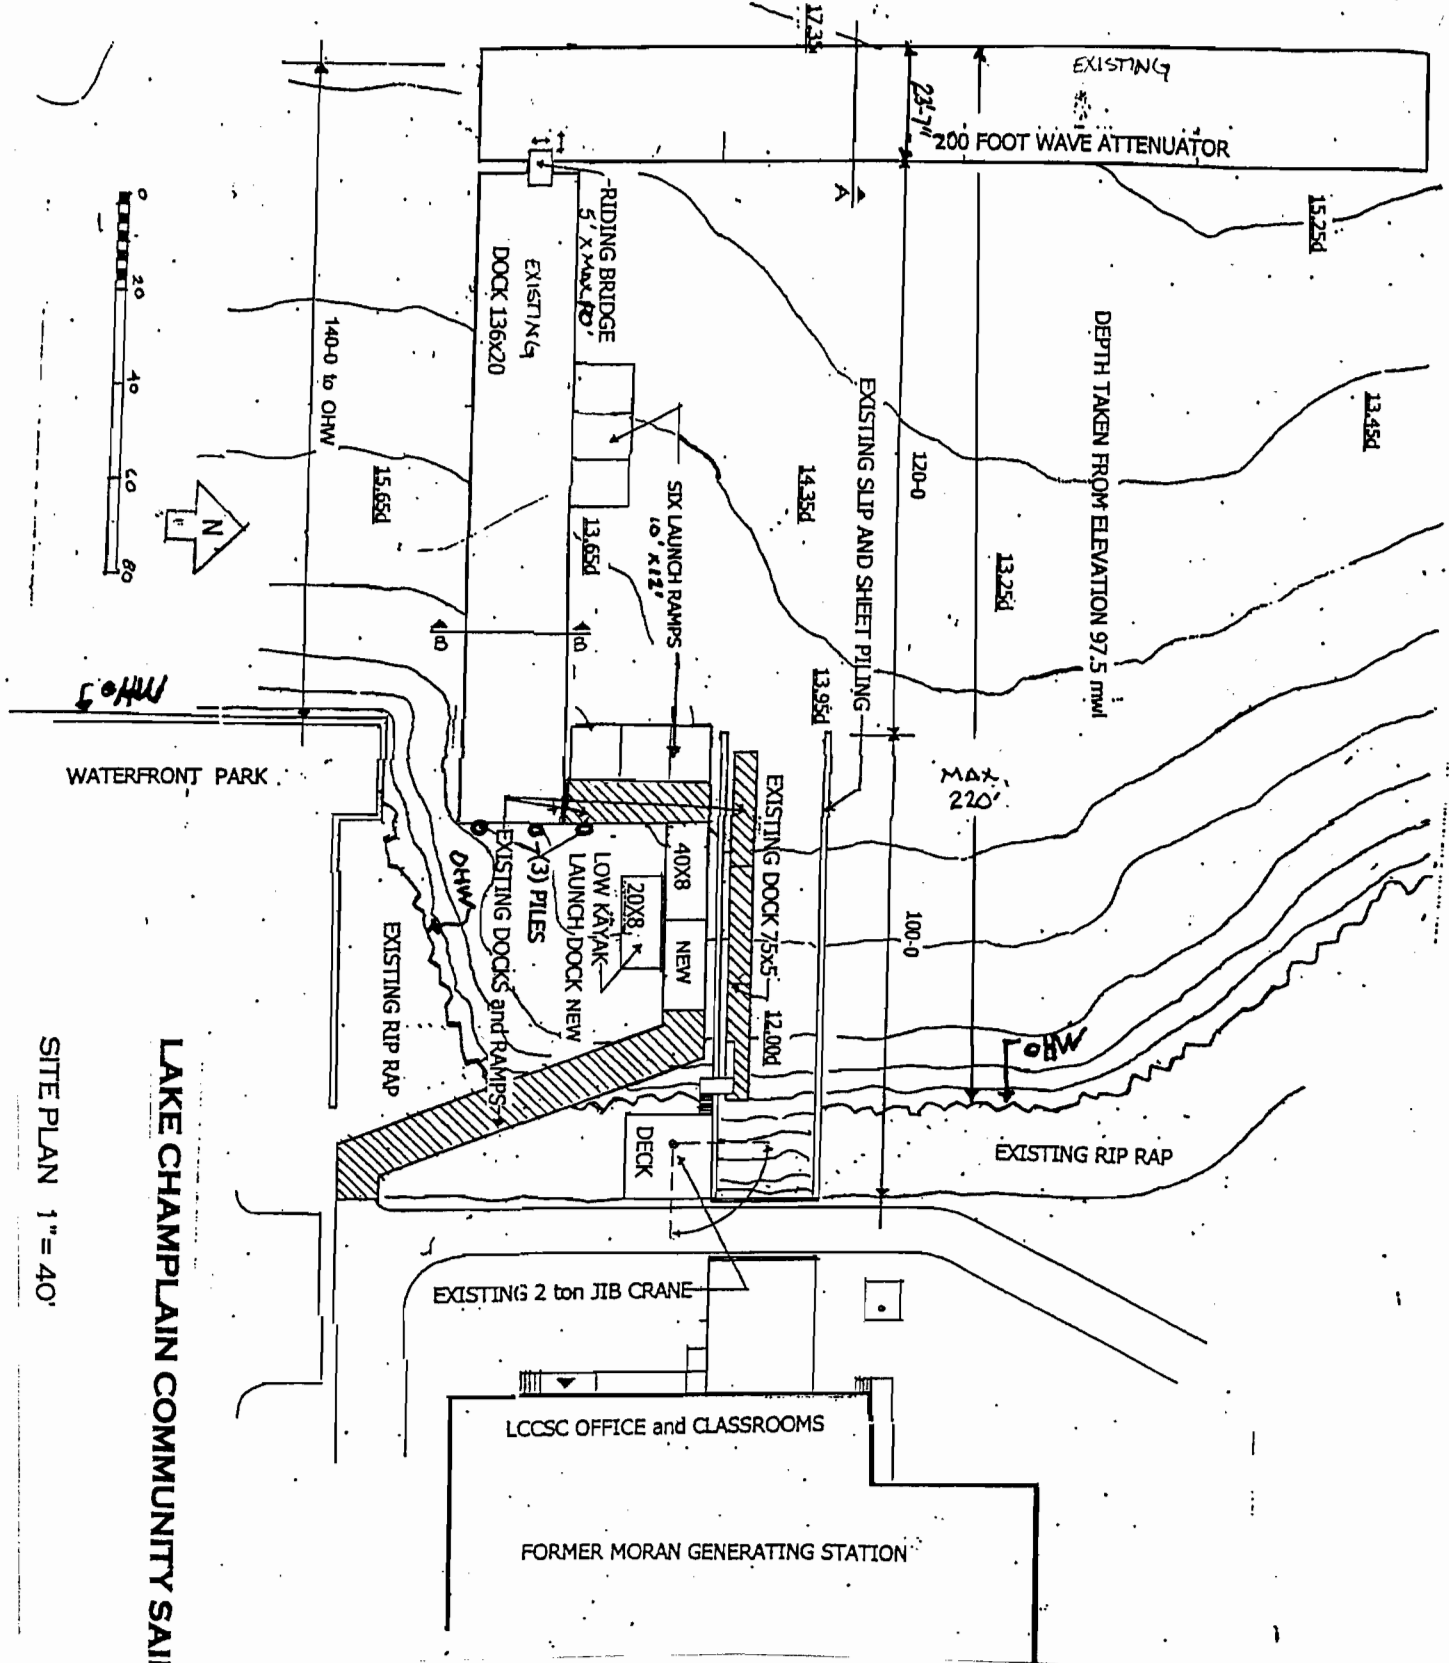 17.35
EXISTING
23'-7"
200 FOOT WAVE ATTENUATOR
A
RIDING BRIDGE
5' x Max
15.25d
EXISTING
DOCK 136x20
0
20
40
60
80
140-0 to OHW
DEPTH TAKEN FROM ELEVATION 97.5 mwl
13.45d
EXISTING SLIP AND SHEET PILING
120-0
15.65d
14.35d
N
SIX LAUNCH RAMPS
10' x12'
13.65d
13.25d
B
B
13.95d
OHW
WATERFRONT PARK
MAX.
220'
EXISTING DOCK 75x5'
40X8
NEW
20X8
LOW KAYAK
LAUNCH DOCK NEW
(3) PILES
EXISTING DOCKS and RAMPS
OHW
EXISTING RIP RAP
100-0
12.00d
OHW
EXISTING RIP RAP
DECK
EXISTING 2 ton JIB CRANE
LCCSC OFFICE and CLASSROOMS
FORMER MORAN GENERATING STATION
LAKE CHAMPLAIN COMMUNITY SAI
SITE PLAN 1"= 40'